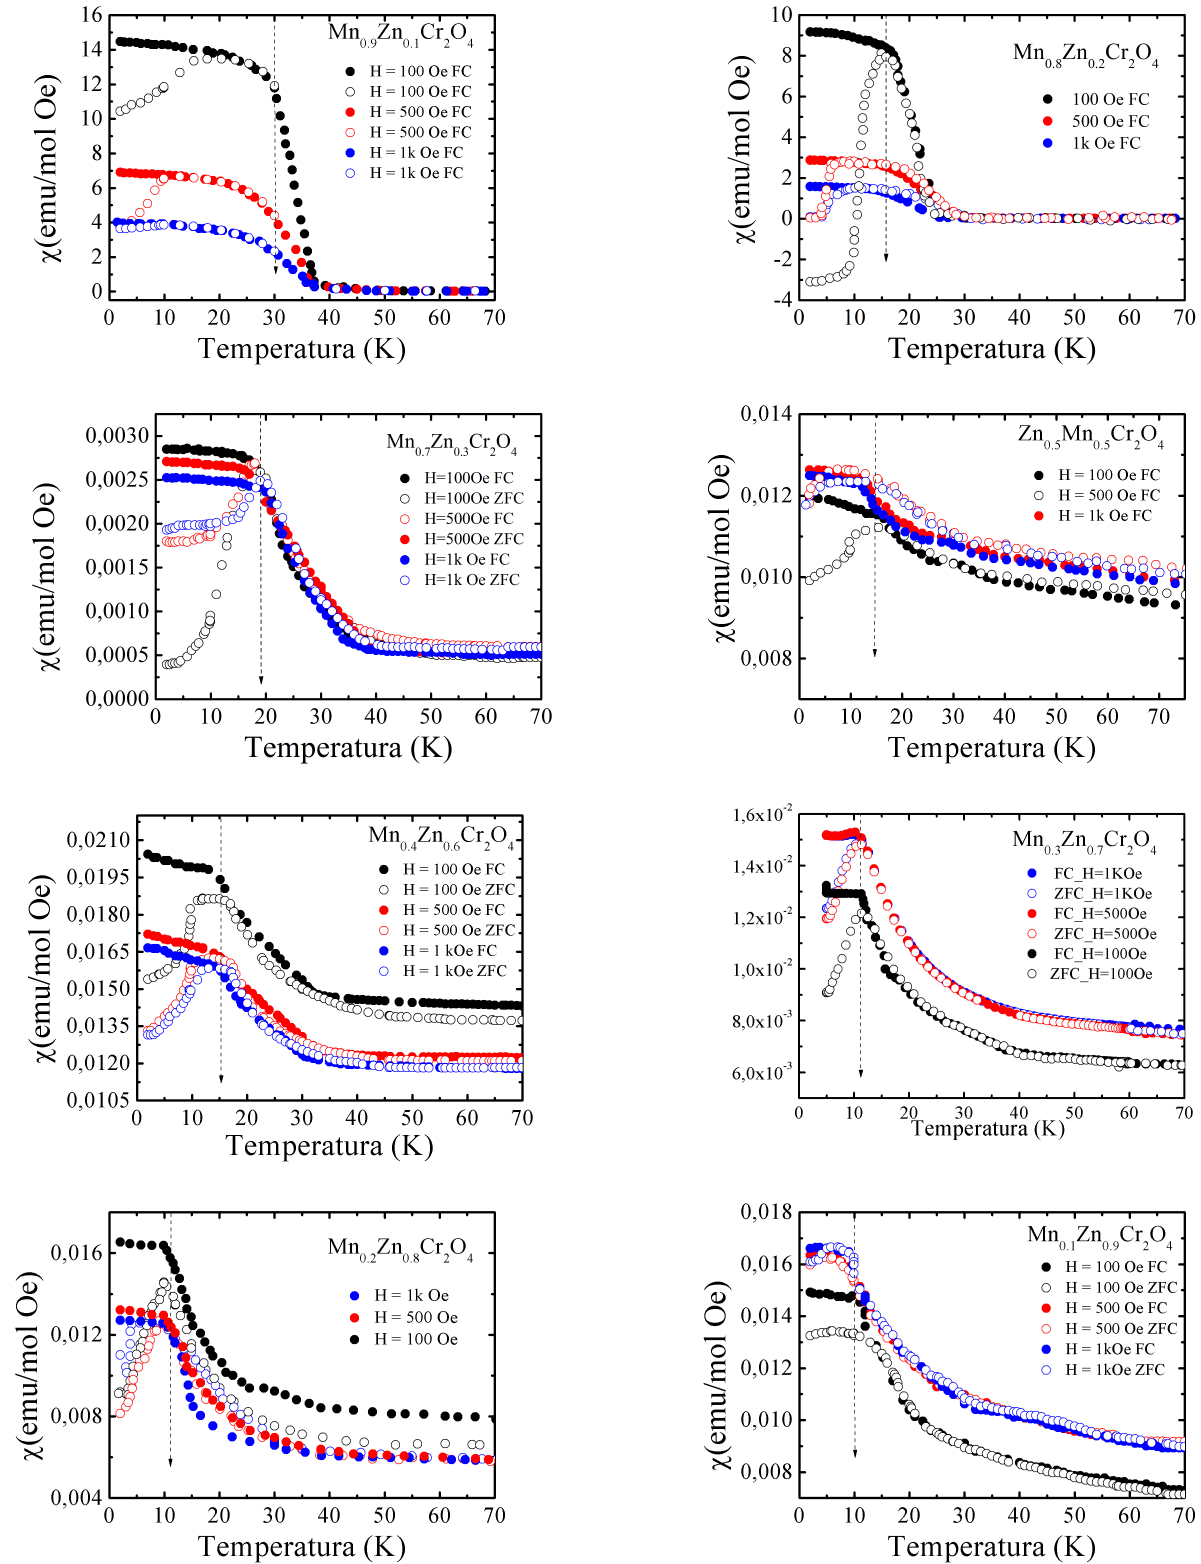 Mn0.9Zn0.1Cr2O4
H = 100 Oe FC
H = 100 Oe FC
H = 500 Oe FC
H = 500 Oe FC
H = 1k Oe FC
H = 1k Oe FC
χ(emu/mol Oe)
16
14
12
10
8
6
4
2
0
0 10 20 30 40 50 60 70
Temperatura (K)
Mn0.8Zn0.2Cr2O4
100 Oe FC
500 Oe FC
1k Oe FC
χ(emu/mol Oe)
10
8
6
4
2
0
-2
-4
0 10 20 30 40 50 60 70
Temperatura (K)
Mn0.7Zn0.3Cr2O4
H=100Oe FC
H=100Oe ZFC
H=500Oe FC
H=500Oe ZFC
H=1k Oe FC
H=1k Oe ZFC
χ(emu/mol Oe)
0,0030
0,0025
0,0020
0,0015
0,0010
0,0005
0,0000
0 10 20 30 40 50 60 70
Temperatura (K)
Zn0.5Mn0.5Cr2O4
H = 100 Oe FC
H = 500 Oe FC
H = 1k Oe FC
χ(emu/mol Oe)
0,014
0,012
0,010
0,008
0 10 20 30 40 50 60 70
Temperatura (K)
Mn0.4Zn0.6Cr2O4
H = 100 Oe FC
H = 100 Oe ZFC
H = 500 Oe FC
H = 500 Oe ZFC
H = 1 kOe FC
H = 1 kOe ZFC
χ(emu/mol Oe)
0,0210
0,0195
0,0180
0,0165
0,0150
0,0135
0,0120
0,0105
0 10 20 30 40 50 60 70
Temperatura (K)
Mn0.3Zn0.7Cr2O4
FC_H=1KOe
ZFC_H=1KOe
FC_H=500Oe
ZFC_H=500Oe
FC_H=100Oe
ZFC_H=100Oe
χ(emu/mol Oe)
1,6x10-2
1,4x10-2
1,2x10-2
1,0x10-2
8,0x10-3
6,0x10-3
0 10 20 30 40 50 60 70
Temperatura (K)
Mn0.2Zn0.8Cr2O4
H = 1k Oe
H = 500 Oe
H = 100 Oe
χ(emu/mol Oe)
0,016
0,012
0,008
0,004
0 10 20 30 40 50 60 70
Temperatura (K)
Mn0.1Zn0.9Cr2O4
H = 100 Oe FC
H = 100 Oe ZFC
H = 500 Oe FC
H = 500 Oe ZFC
H = 1kOe FC
H = 1kOe ZFC
χ(emu/mol Oe)
0,018
0,016
0,014
0,012
0,010
0,008
0 10 20 30 40 50 60 70
Temperatura (K)